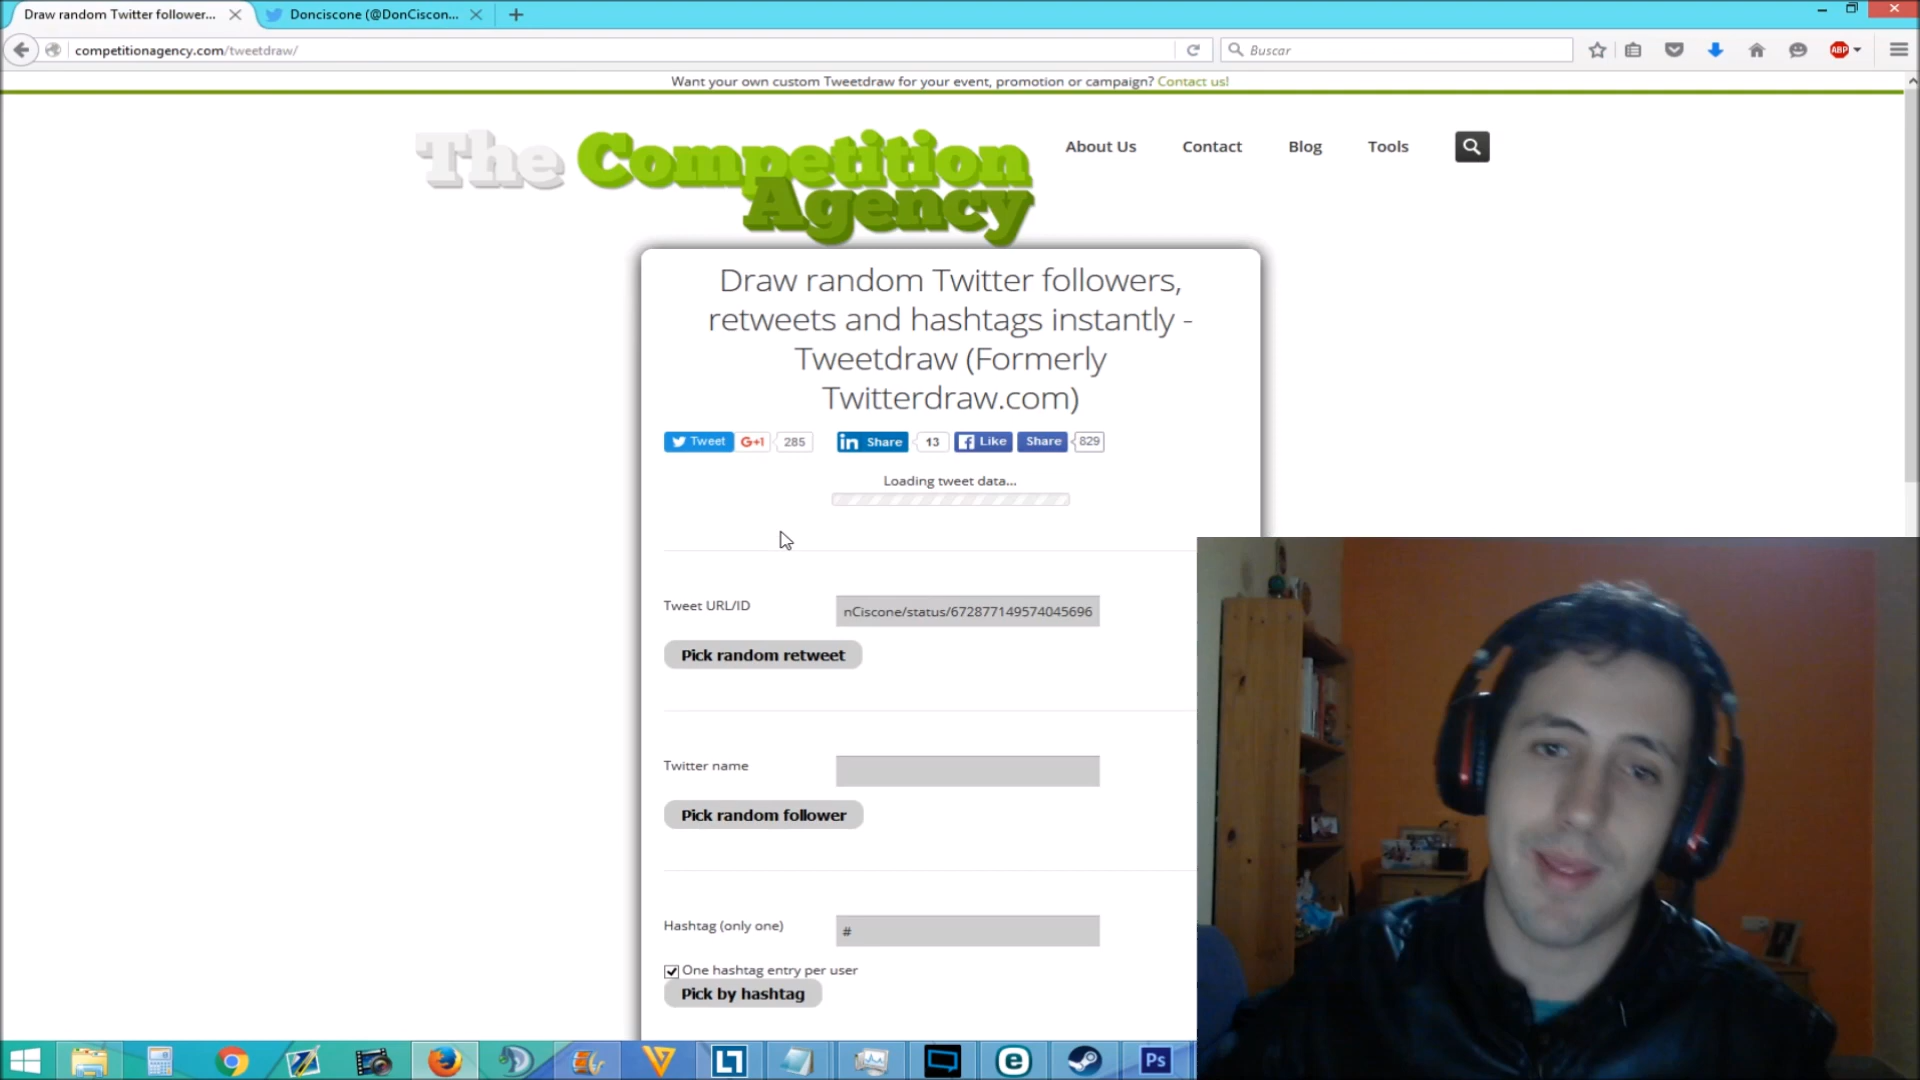 Draw random Twitter follower...
Donciscone (@DonCiscon...
competitionagency.com/tweetdraw/
Buscar
ABP
Want your own custom Tweetdraw for your event, promotion or campaign? Contact us!
The Competition
Agency
About Us
Contact
Blog
Tools
Draw random Twitter followers,
retweets and hashtags instantly -
Tweetdraw (Formerly
Twitterdraw.com)
Tweet
G+1
285
in Share
13
Like
Share
829
Loading tweet data...
Tweet URL/ID
nCiscone/status/672877149574045696
Pick random retweet
Twitter name
Pick random follower
Hashtag (only one)
#
One hashtag entry per user
Pick by hashtag
Ps